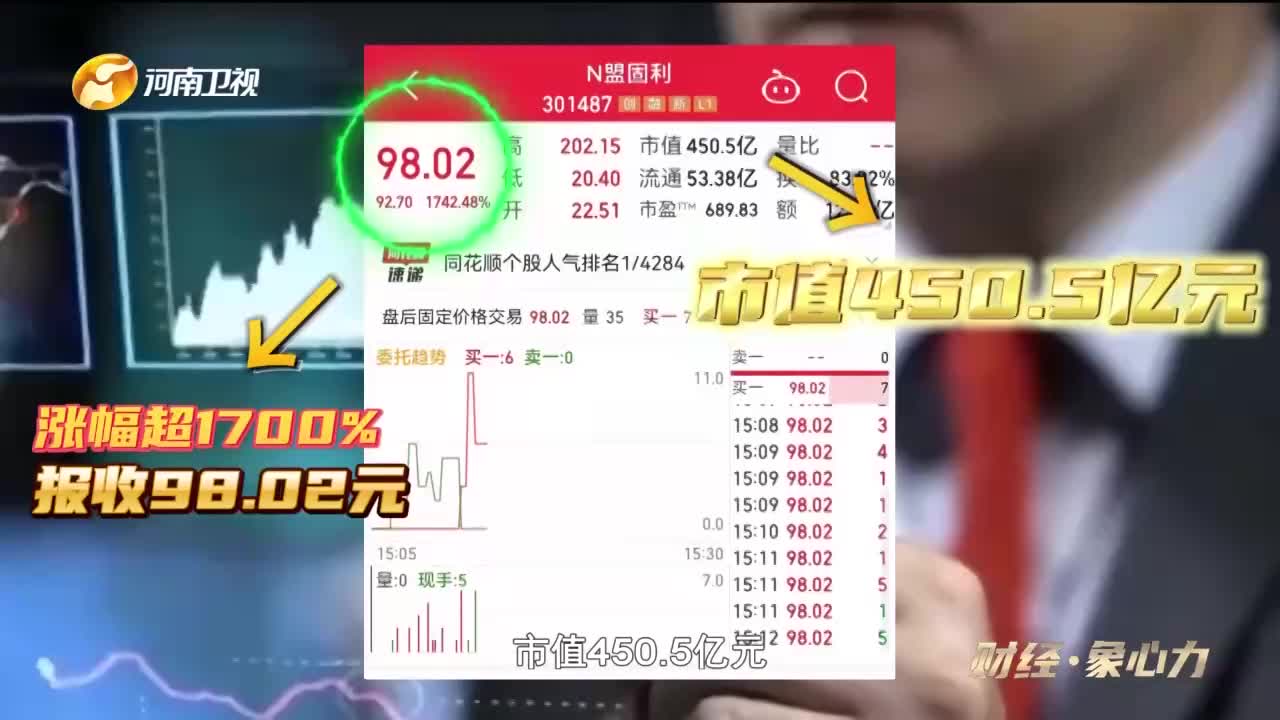 河南卫视
N盟固利
301487 创 融 新 L1
98.02
92.70 1742.48%
高 202.15 市值 450.5亿 量比 --
低 20.40 流通 53.38亿
开 22.51 市盈TTM 689.83 额
速递 同花顺个股人气排名1/4284
市值450.5亿元
盘后固定价格交易 98.02 量 35 买一
委托趋势 买一:6 卖一:0
卖一 -- 0
11.0
买一 98.02 7
涨幅超1700%
报收98.02元
15:08 98.02 3
15:09 98.02 4
15:09 98.02 1
15:09 98.02 1
0.0
15:10 98.02 2
15:05 15:30
15:11 98.02 1
量:0 现手:5 7.0
15:11 98.02 5
15:11 98.02 1
98.02 5
市值450.5亿元
财经·象心力